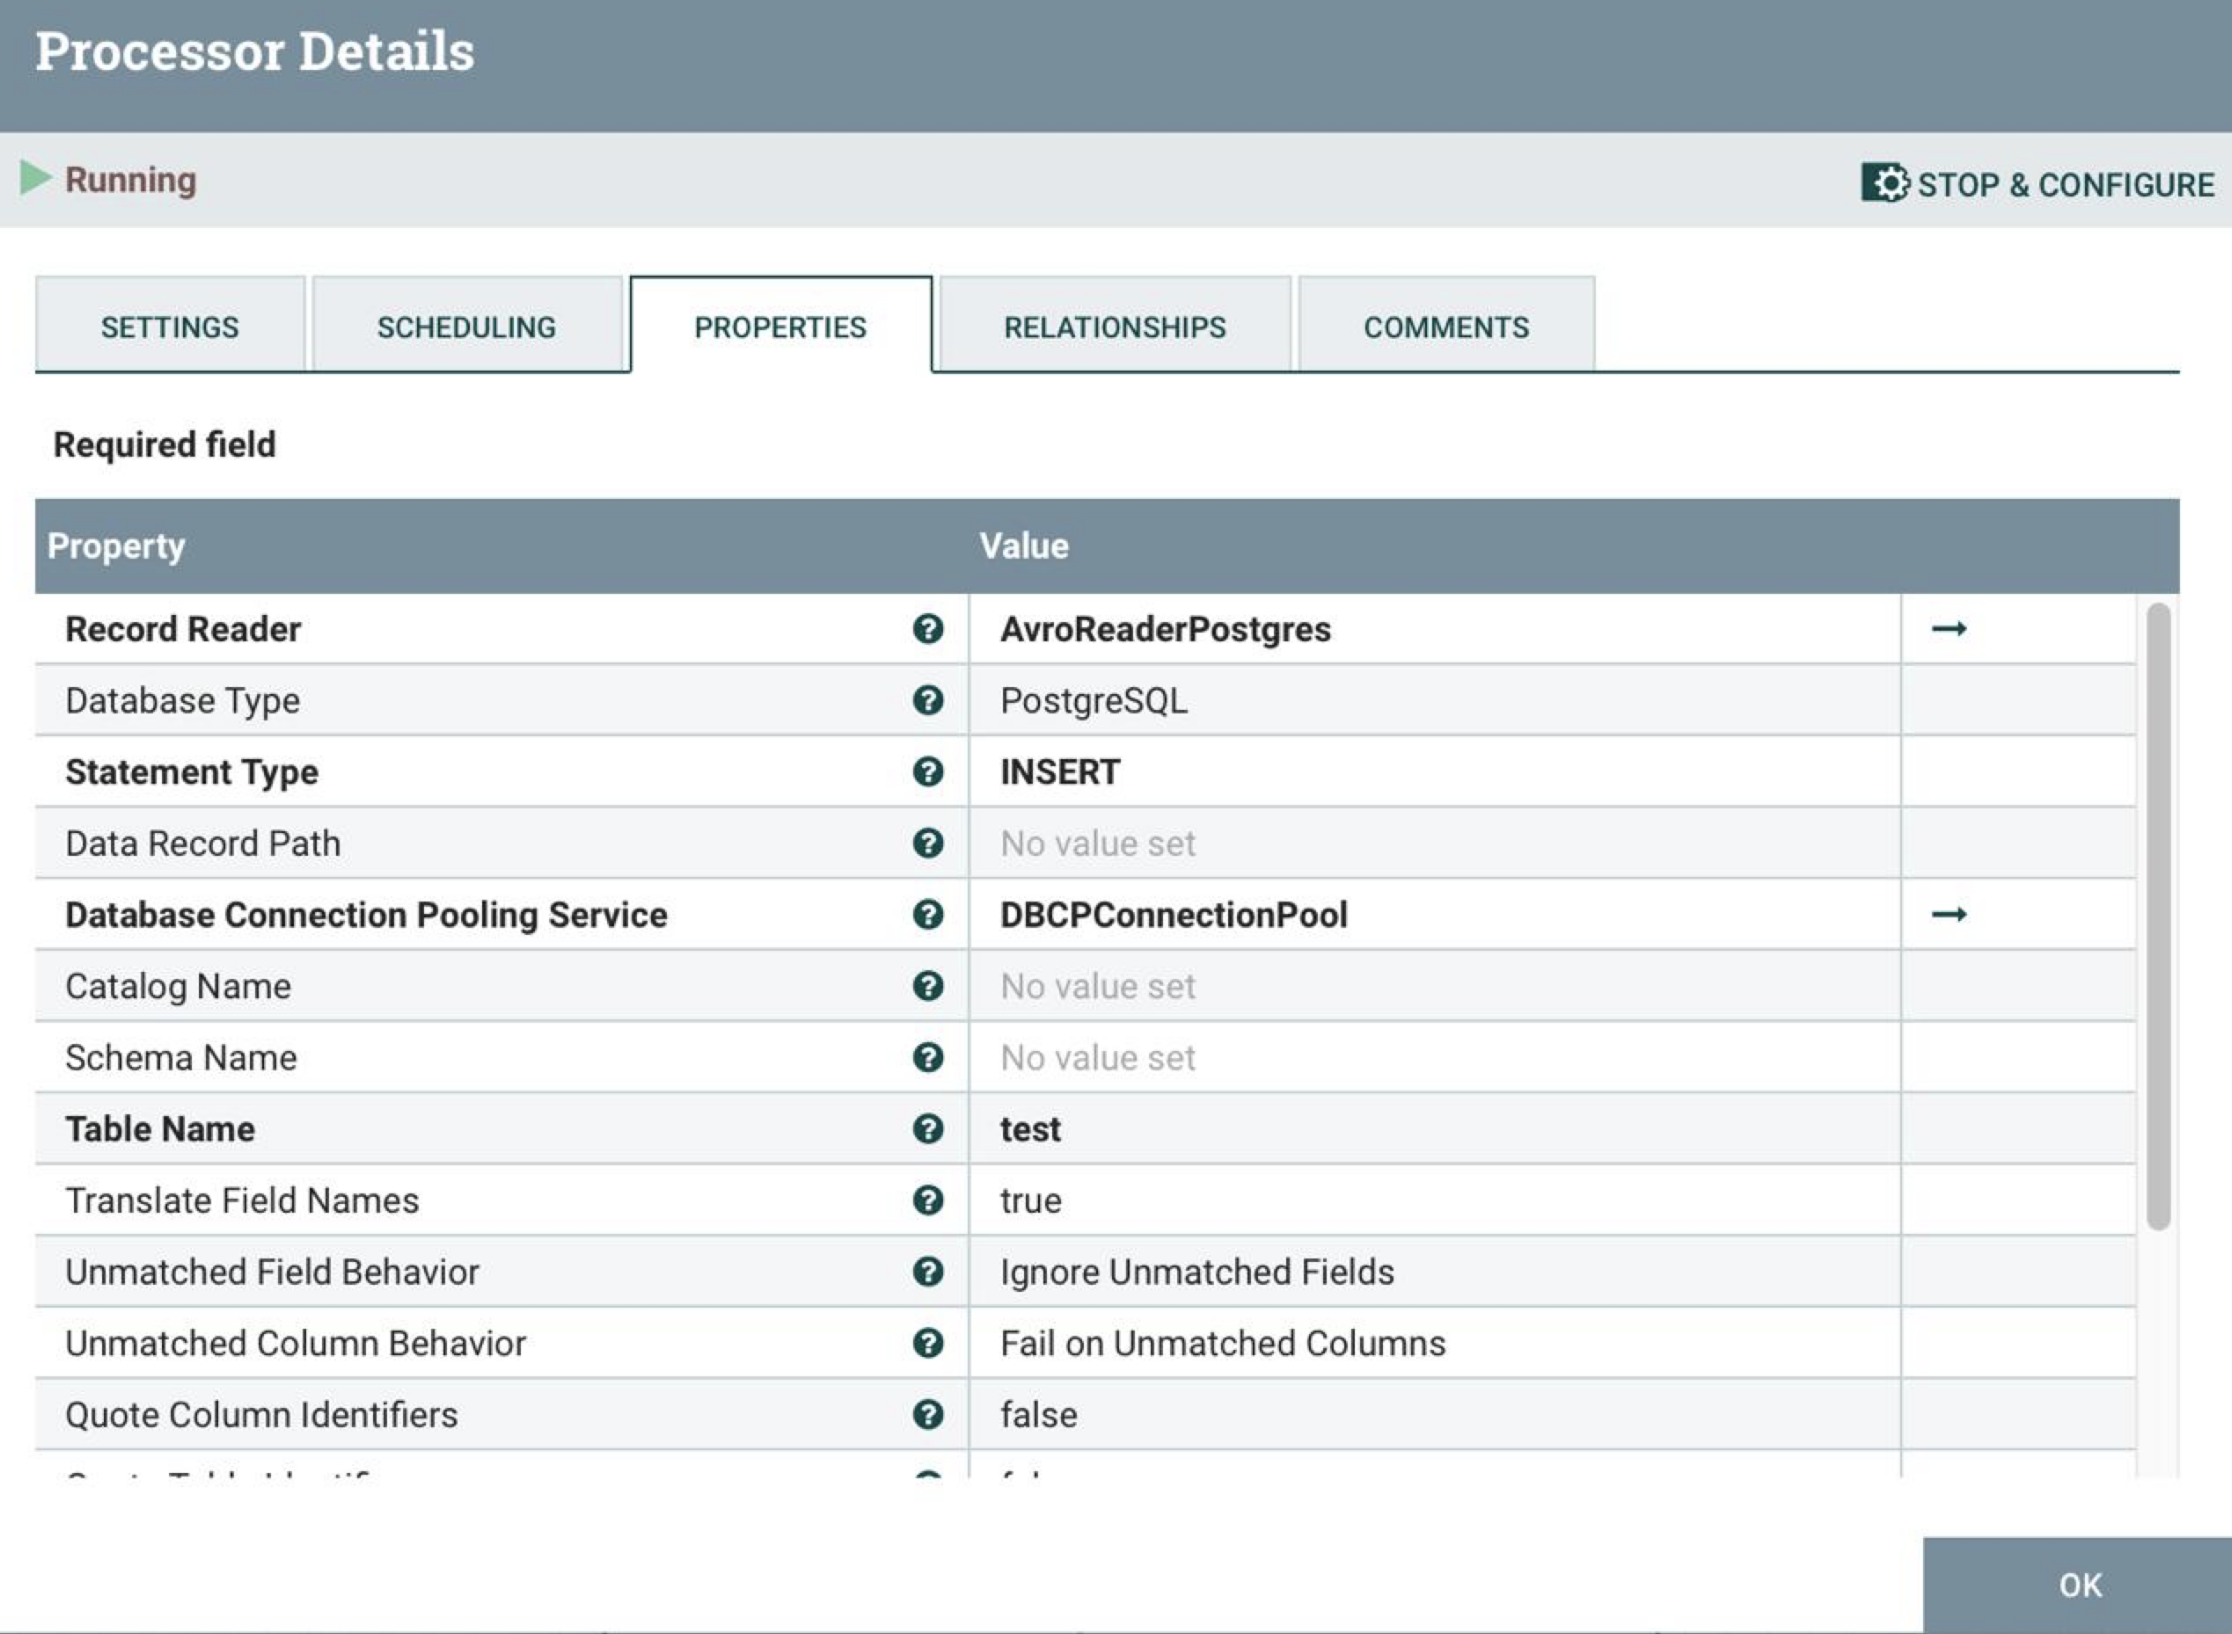 Processor Details
Running
STOP & CONFIGURE
SETTINGS SCHEDULING PROPERTIES RELATIONSHIPS COMMENTS
Required field
Property Value
Record Reader AvroReaderPostgres
Database Type PostgreSQL
Statement Type INSERT
Data Record Path No value set
Database Connection Pooling Service DBCPConnectionPool
Catalog Name No value set
Schema Name No value set
Table Name test
Translate Field Names true
Unmatched Field Behavior Ignore Unmatched Fields
Unmatched Column Behavior Fail on Unmatched Columns
Quote Column Identifiers false
OK